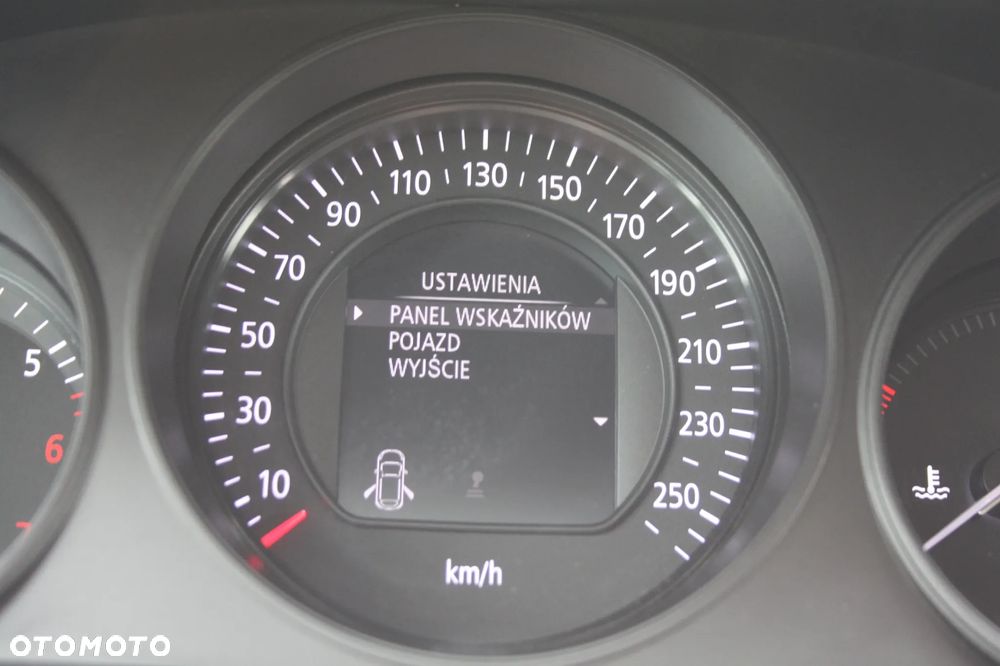 USTAWIENIA
PANEL WSKAŹNIKÓW
POJAZD
WYJŚCIE
10
30
50
70
90
110
130
150
170
190
210
230
250
km/h
5
6
7
OTOMOTO